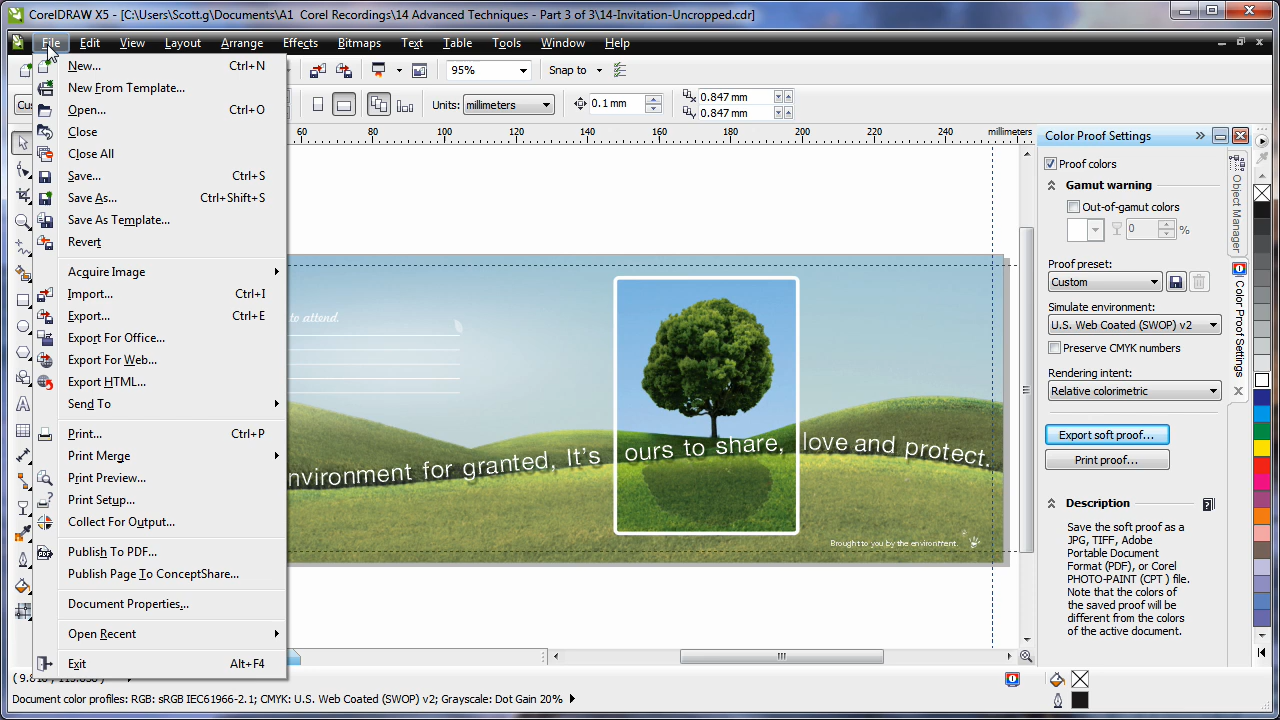 CorelDRAW X5 - [C:\Users\Scott.g\Documents\A1 Corel Recordings\14 Advanced Techniques - Part 3 of 3\14-Invitation-Uncropped.cdr]
File Edit View Layout Arrange Effects Bitmaps Text Table Tools Window Help
95% Snap to
Units: millimeters 0.1 mm 0.847 mm
0.847 mm
60 80 100 120 140 160 180 200 220 240 millimeters
New... Ctrl+N
New From Template...
Open... Ctrl+O
Close
Close All
Save... Ctrl+S
Save As... Ctrl+Shift+S
Save As Template...
Revert
Acquire Image
Import... Ctrl+I
Export... Ctrl+E
Export For Office...
Export For Web...
Export HTML...
Send To
Print... Ctrl+P
Print Merge
Print Preview...
Print Setup...
Collect For Output...
Publish To PDF...
Publish Page To ConceptShare...
Document Properties...
Open Recent
Exit Alt+F4
to attend.
nvironment for granted, It's ours to share, love and protect.
Brought to you by the environment.
Color Proof Settings
Proof colors
Gamut warning
Out-of-gamut colors
0 %
Proof preset:
Custom
Simulate environment:
U.S. Web Coated (SWOP) v2
Preserve CMYK numbers
Rendering intent:
Relative colorimetric
Export soft proof...
Print proof...
Description
Save the soft proof as a
JPG, TIFF, Adobe
Portable Document
Format (PDF), or Corel
PHOTO-PAINT (CPT ) file.
Note that the colors of
the saved proof will be
different from the colors
of the active document.
Object Manager
Color Proof Settings
Document color profiles: RGB: sRGB IEC61966-2.1; CMYK: U.S. Web Coated (SWOP) v2; Grayscale: Dot Gain 20%